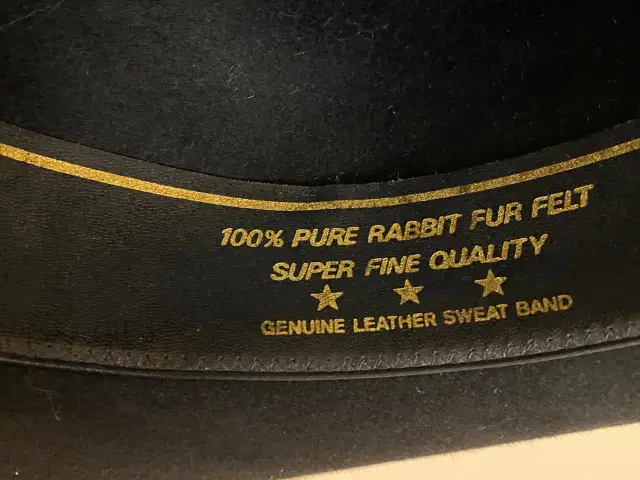 100% PURE RABBIT FUR FELT
SUPER FINE QUALITY
GENUINE LEATHER SWEAT BAND